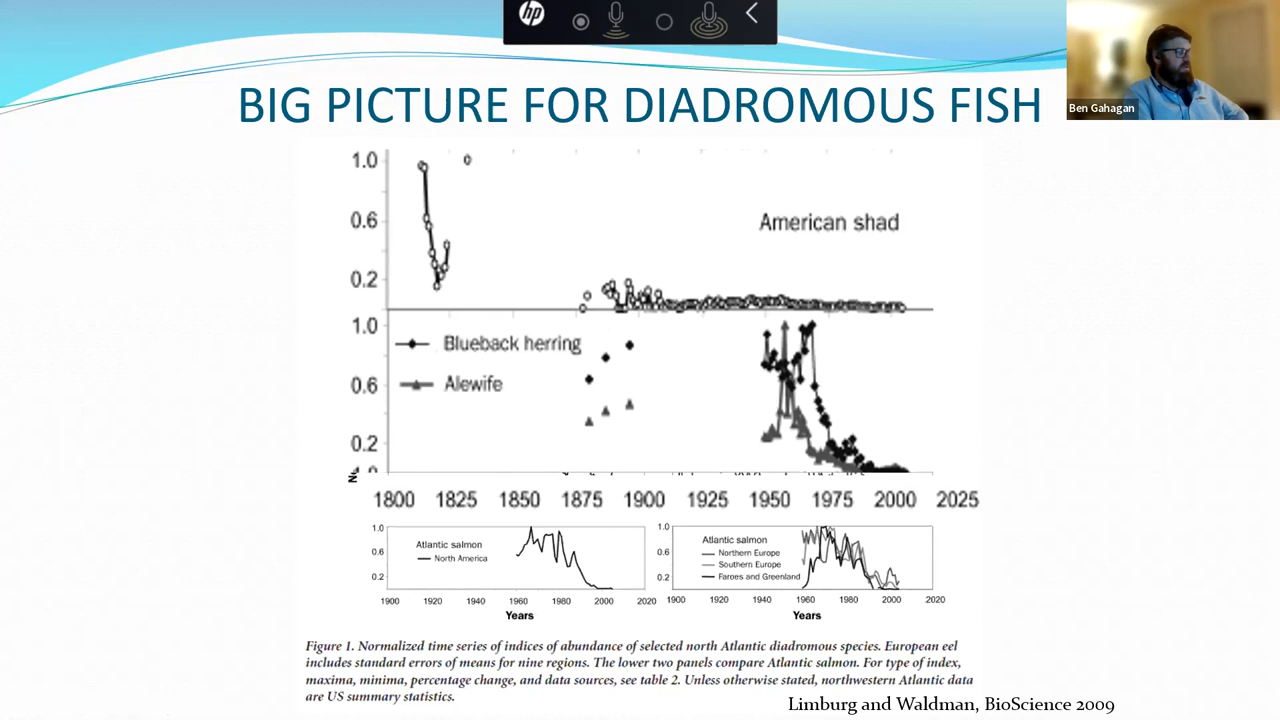 hp
Ben Gahagan
BIG PICTURE FOR DIADROMOUS FISH
1.0
0.6
0.2
American shad
1.0
0.6
0.2
Blueback herring
Alewife
1800 1825 1850 1875 1900 1925 1950 1975 2000 2025
1.0
0.6
0.2
Atlantic salmon
North America
1900 1920 1940 1960 1980 2000 2020
Years
1.0
0.6
0.2
Atlantic salmon
Northern Europe
Southern Europe
Faroes and Greenland
1900 1920 1940 1960 1980 2000 2020
Years
Figure 1. Normalized time series of indices of abundance of selected north Atlantic diadromous species. European eel
includes standard errors of means for nine regions. The lower two panels compare Atlantic salmon. For type of index,
maxima, minima, percentage change, and data sources, see table 2. Unless otherwise stated, northwestern Atlantic data
are US summary statistics.
Limburg and Waldman, BioScience 2009